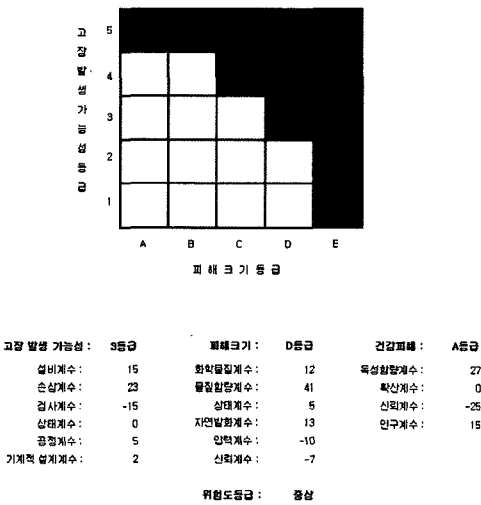 고장발생가능성등급
5
4
3
2
1
A B C D E
피해크기등급
고장 발생 가능성 : 3등급 피해크기 : D등급 건강피해 : A등급
설비계수 : 15 화학물질계수 : 12 독성함량계수 : 27
손상계수 : 23 물질함량계수 : 41 확산계수 : 0
검사계수 : -15 상태계수 : 5 신뢰계수 : -25
상태계수 : 0 자연발화계수 : 13 인구계수 : 15
공정계수 : 5 압력계수 : -10
기계적 설계계수 : 2 신뢰계수 : -7
위험도등급 : 중상